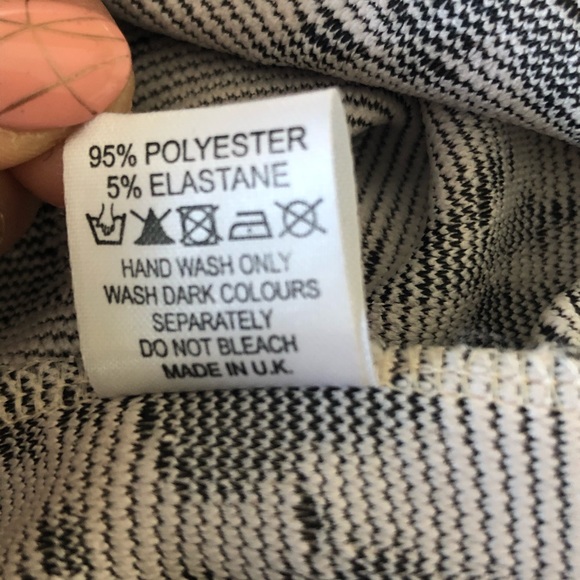 95% POLYESTER
5% ELASTANE
HAND WASH ONLY
WASH DARK COLOURS
SEPARATELY
DO NOT BLEACH
MADE IN U.K.